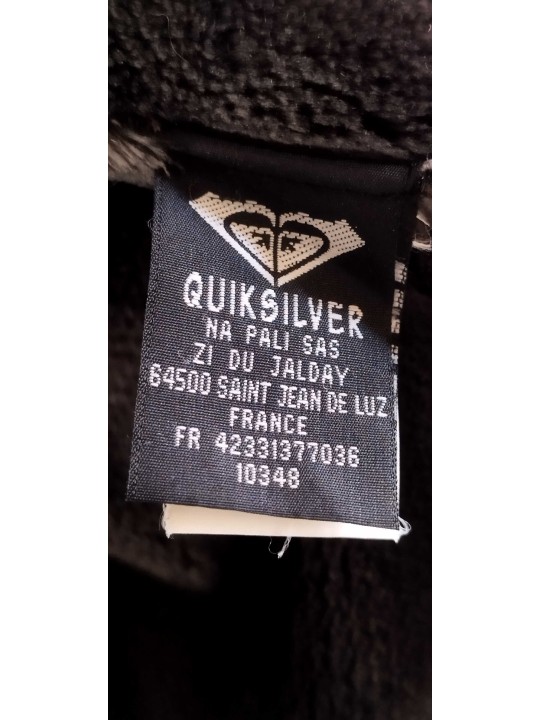 QUIKSILVER
NA PALI SAS
ZI DU JALDAY
64500 SAINT JEAN DE LUZ
FRANCE
FR 42331377036
10348